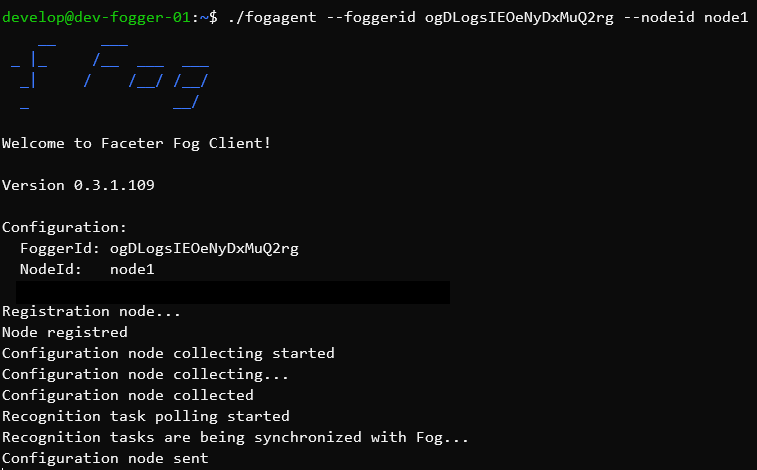 develop@dev-fogger-01:~$ ./fogagent --foggerid ogDLogsIEOeNyDxMuQ2rg --nodeid node1
Welcome to Faceter Fog Client!
Version 0.3.1.109
Configuration:
FoggerId: ogDLogsIEOeNyDxMuQ2rg
NodeId:   node1
Registration node...
Node registred
Configuration node collecting started
Configuration node collecting...
Configuration node collected
Recognition task polling started
Recognition tasks are being synchronized with Fog...
Configuration node sent